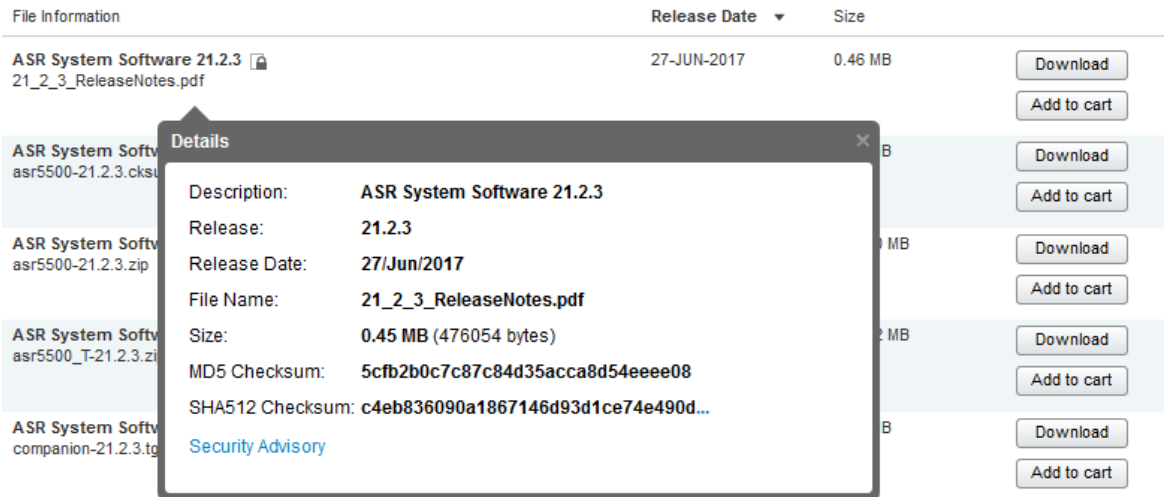 File Information Release Date Size
ASR System Software 21.2.3 27-JUN-2017 0.46 MB Download
21_2_3_ReleaseNotes.pdf
Add to cart
Details
ASR System Softw B Download
asr5500-21.2.3.cksu
Description: ASR System Software 21.2.3
Add to cart
Release: 21.2.3
ASR System Softw MB Download
asr5500-21.2.3.zip Release Date: 27/Jun/2017
File Name: 21_2_3_ReleaseNotes.pdf Add to cart
ASR System Softw Size: 0.45 MB (476054 bytes) MB Download
asr5500_T-21.2.3.zi
MD5 Checksum: 5cfb2b0c7c87c84d35acca8d54eeee08 Add to cart
SHA512 Checksum: c4eb836090a1867146d93d1ce74e490d...
ASR System Softw B Download
companion-21.2.3.tg Security Advisory
Add to cart